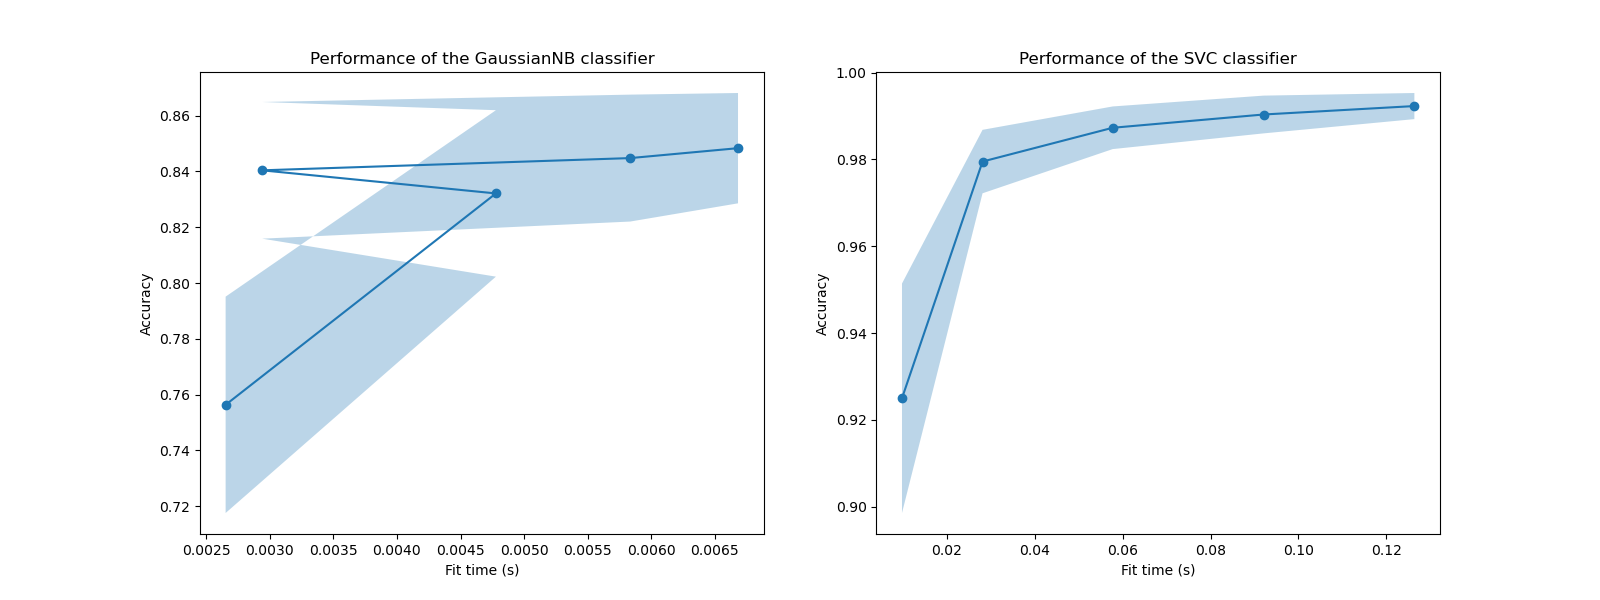 Performance of the GaussianNB classifier
Accuracy
0.86
0.84
0.82
0.80
0.78
0.76
0.74
0.72
0.0025 0.0030 0.0035 0.0040 0.0045 0.0050 0.0055 0.0060 0.0065
Fit time (s)
Performance of the SVC classifier
Accuracy
1.00
0.98
0.96
0.94
0.92
0.90
0.02 0.04 0.06 0.08 0.10 0.12
Fit time (s)